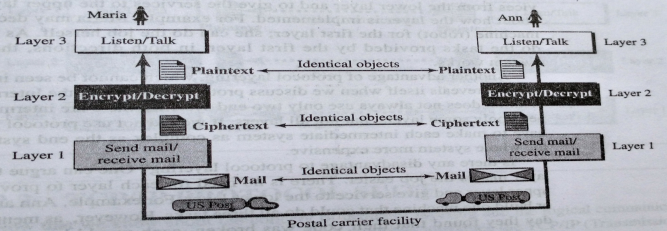 Maria
Ann
Layer 3
Listen/Talk
Listen/Talk
Layer 3
Identical objects
Plaintext
Plaintext
Layer 2
Encrypt/Decrypt
Encrypt/Decrypt
Layer 2
Identical objects
Ciphertext
Ciphertext
Layer 1
Send mail/
receive mail
Send mail/
receive mail
Layer 1
Identical objects
Mail
Mail
US Post
US Post
Postal carrier facility